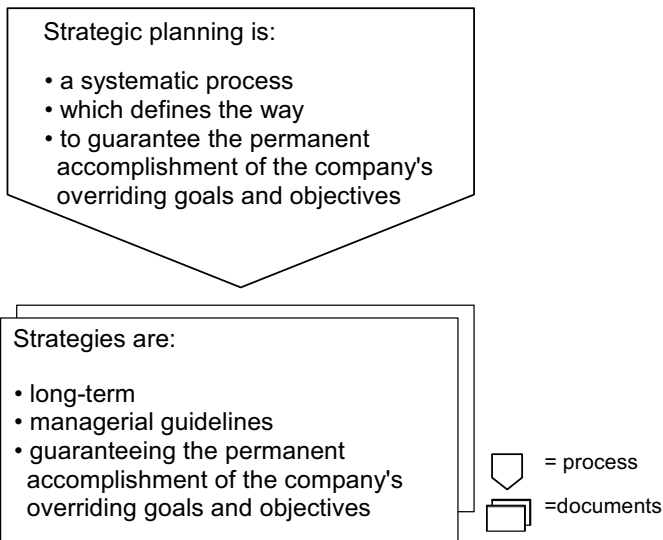 Strategic planning is:
• a systematic process
• which defines the way
• to guarantee the permanent
accomplishment of the company's
overriding goals and objectives
Strategies are:
• long-term
• managerial guidelines
• guaranteeing the permanent
accomplishment of the company's
overriding goals and objectives
= process
=documents